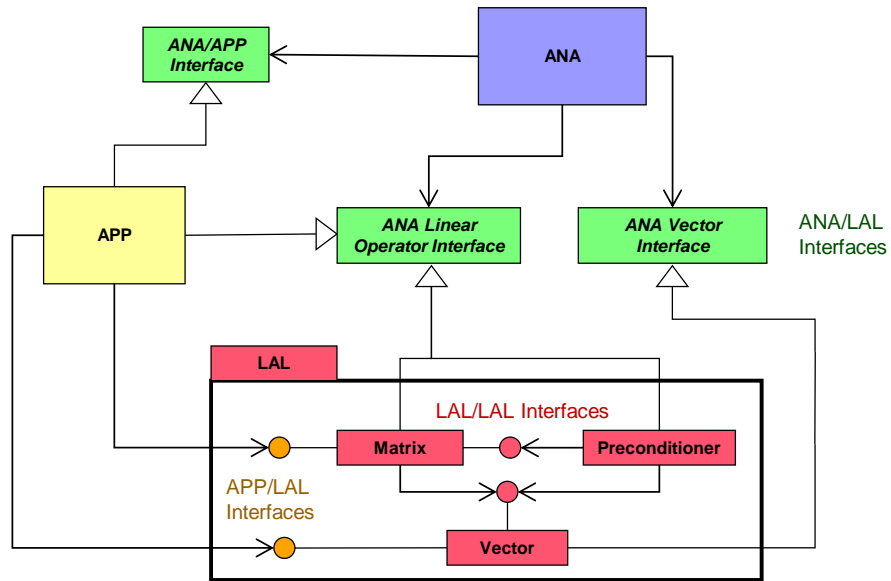 ANA/APP
Interface
ANA
APP
ANA Linear
Operator Interface
ANA Vector
Interface
ANA/LAL
Interfaces
LAL
LAL/LAL Interfaces
Matrix
Preconditioner
APP/LAL
Interfaces
Vector